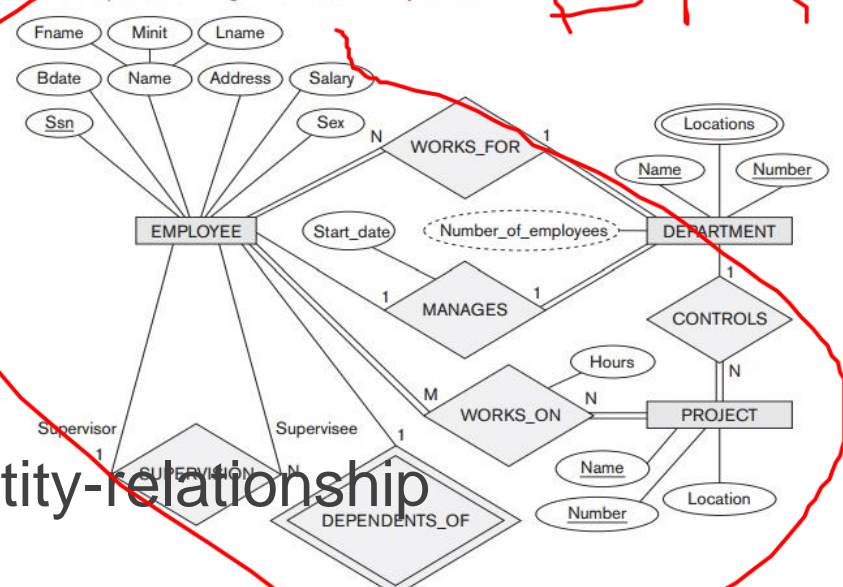 Fname Minit Lname
Bdate Name Address Salary
Ssn Sex
N WORKS_FOR 1
Locations
Name Number
EMPLOYEE Start_date Number_of_employees DEPARTMENT
1 MANAGES 1
1
CONTROLS
N
Hours
M WORKS_ON N PROJECT
Supervisor Supervisee
1 SUPERVISION N
1
Name Location
Number
tity-relationship
DEPENDENTS_OF